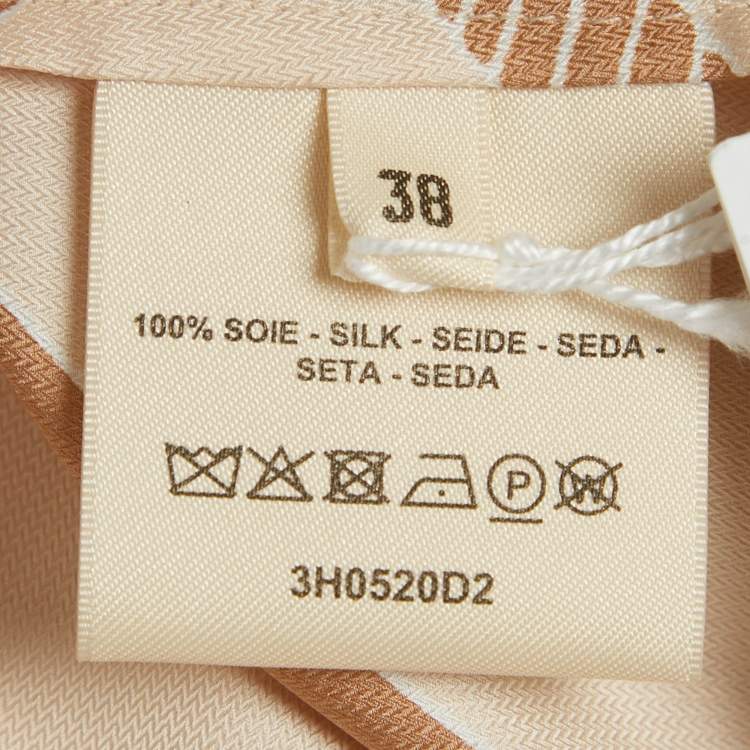 38
100% SOIE - SILK - SEIDE - SEDA -
SETA - SEDA
P W
3H0520D2